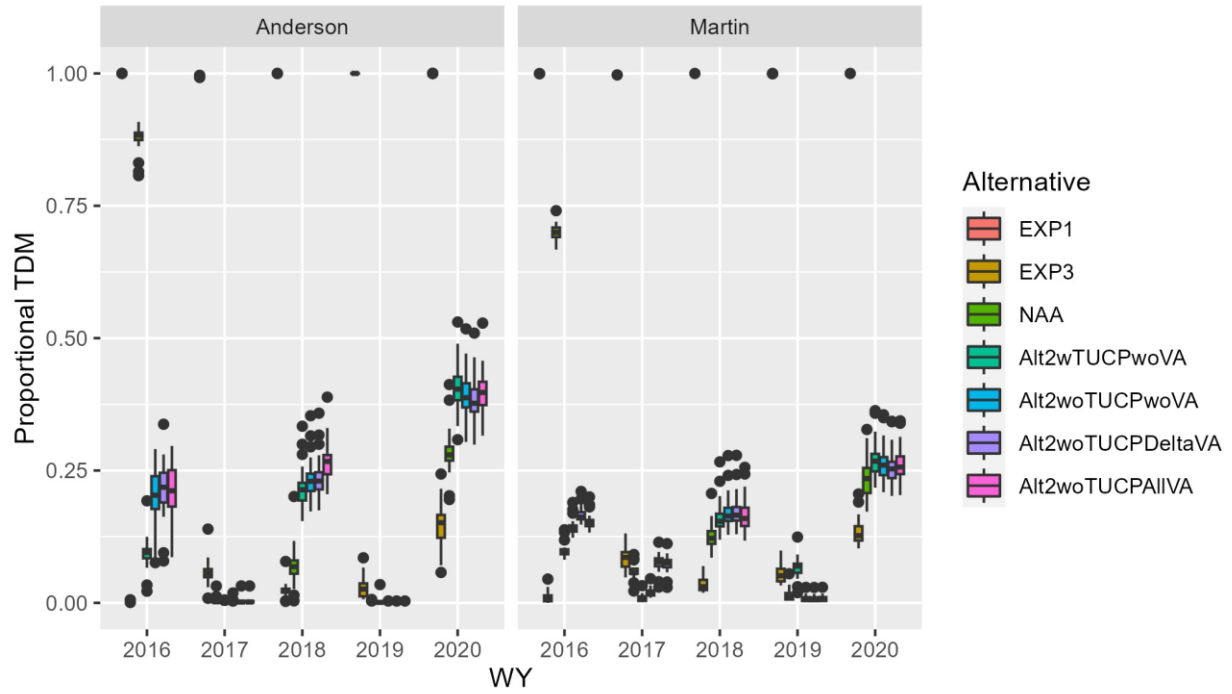 Anderson
Martin
Proportional TDM
1.00
0.75
0.50
0.25
0.00
2016 2017 2018 2019 2020
2016 2017 2018 2019 2020
WY
Alternative
EXP1
EXP3
NAA
Alt2wTUCPwoVA
Alt2woTUCPwoVA
Alt2woTUCPDeltaVA
Alt2woTUCPAllVA